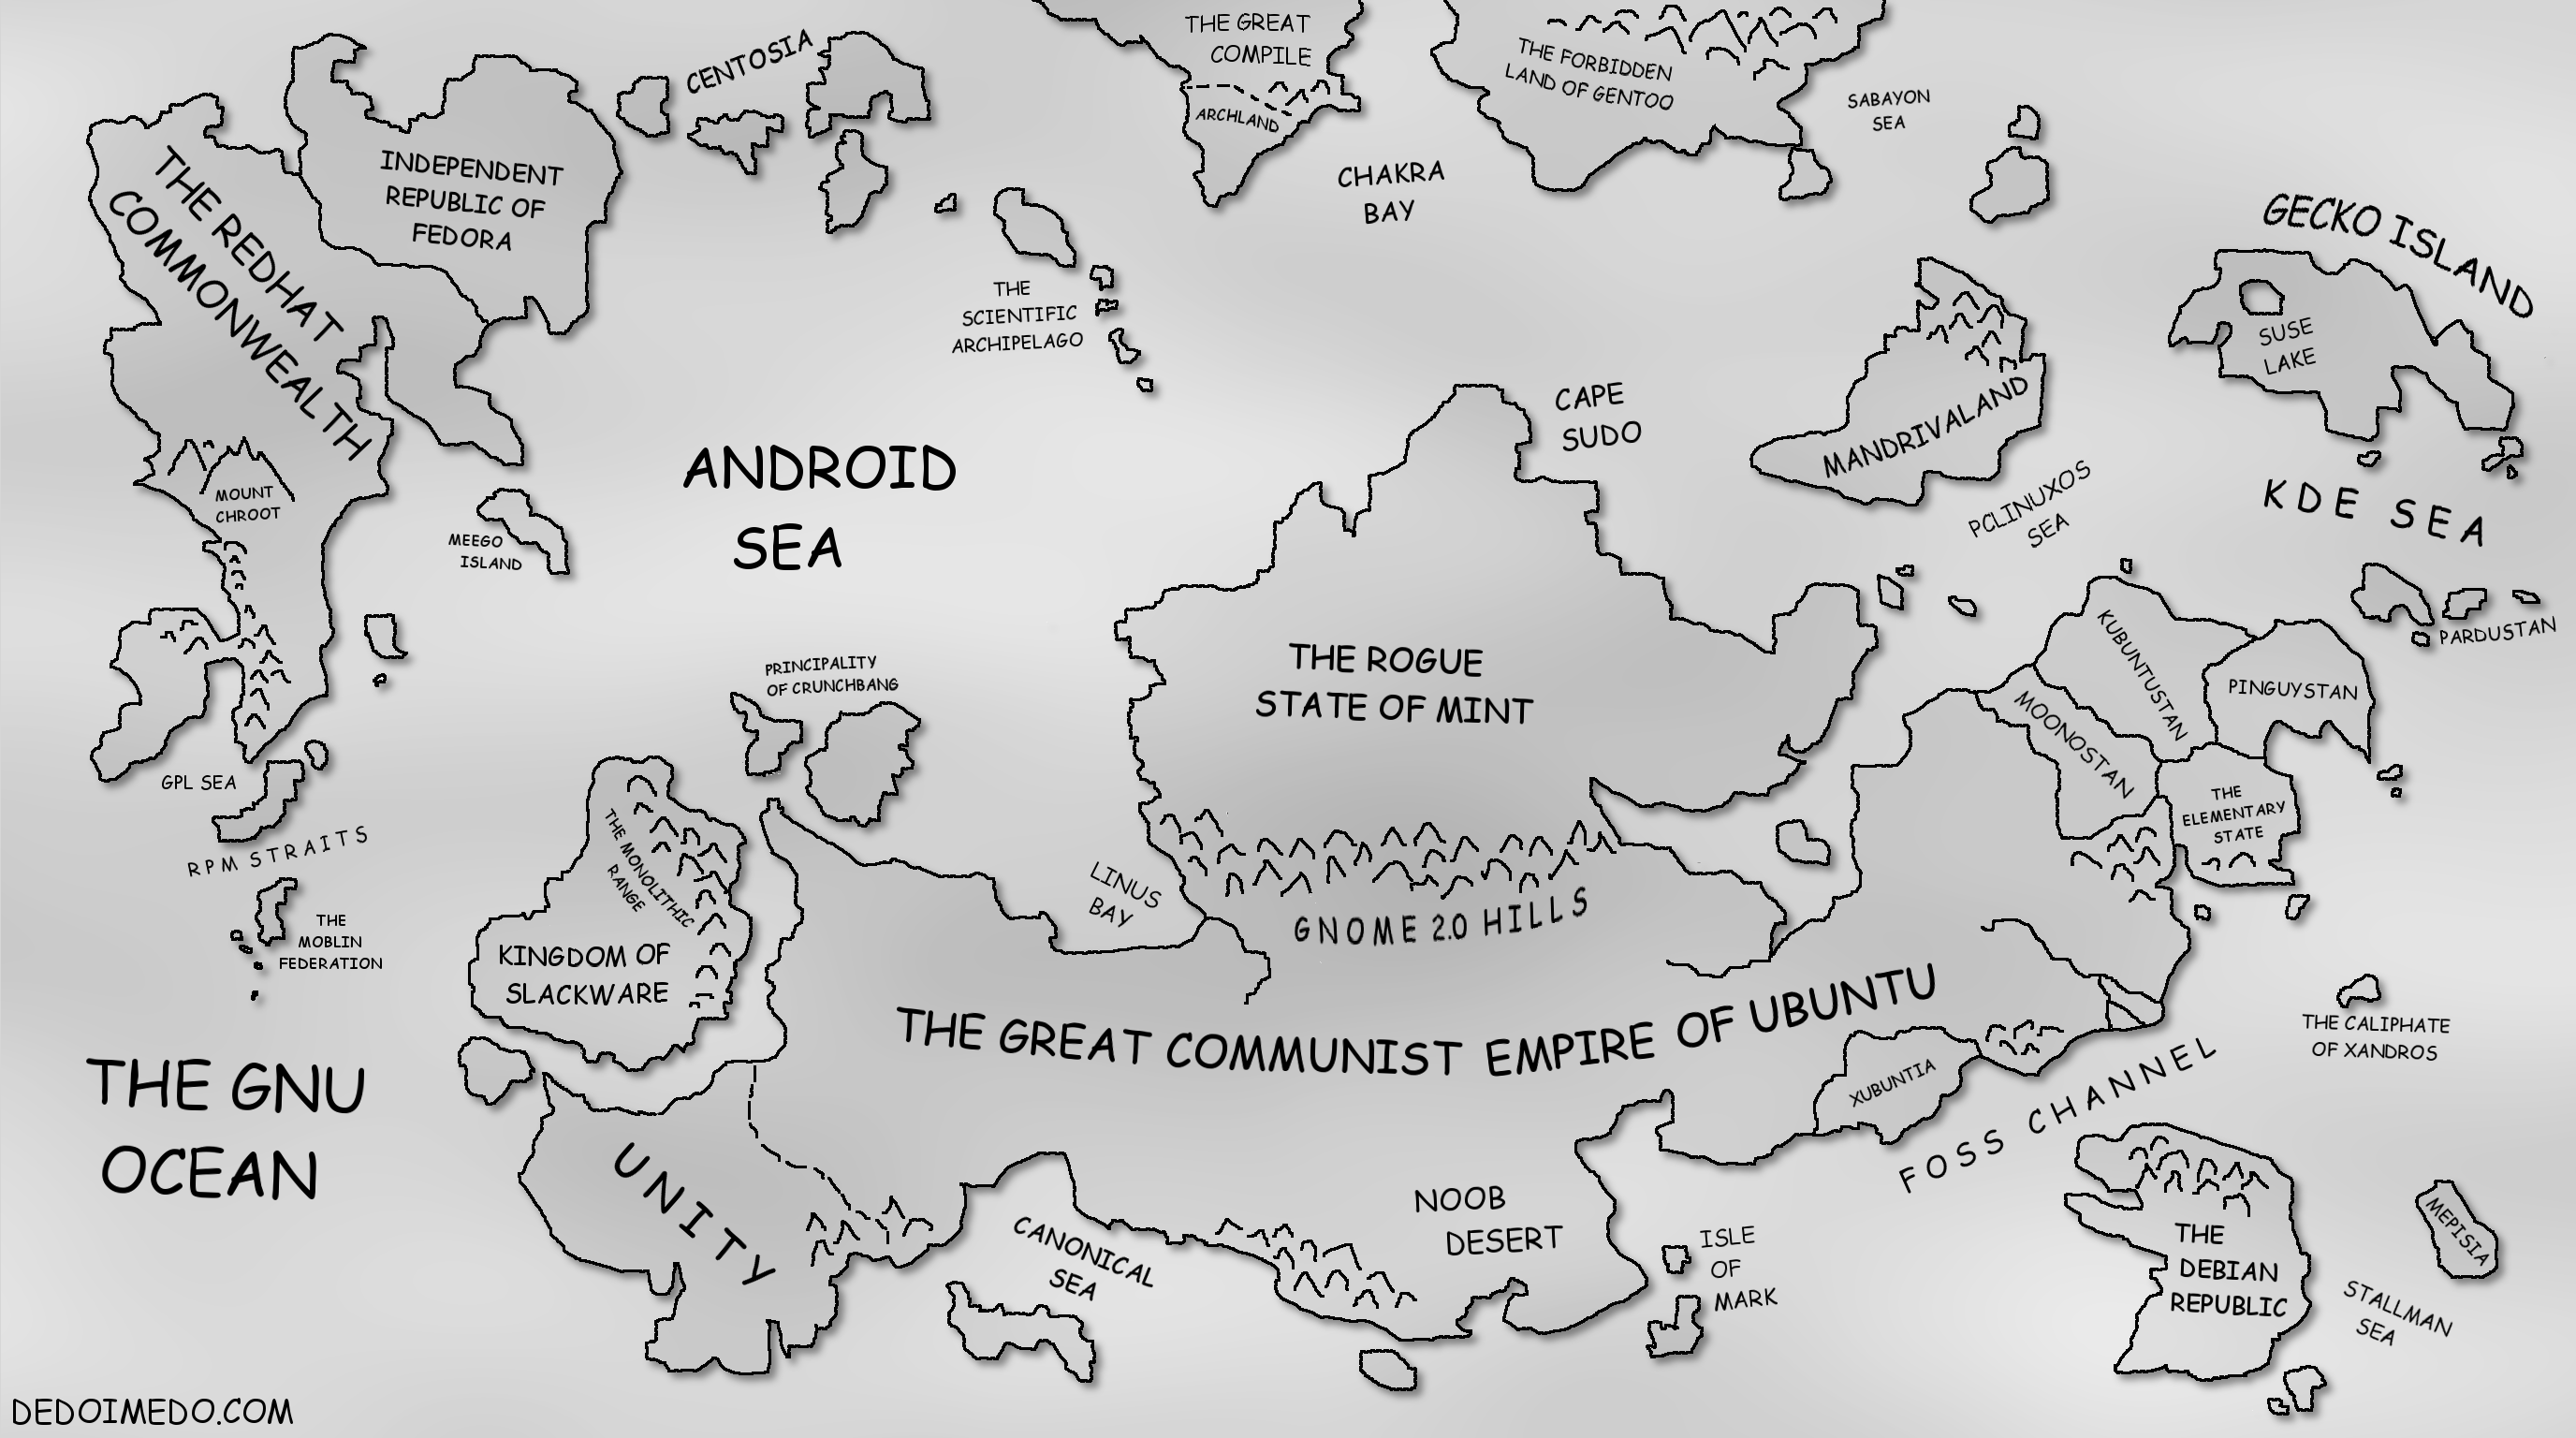 THE GREAT
COMPILE
ARCHLAND
THE FORBIDDEN
LAND OF GENTOO
SABAYON
SEA
CHAKRA
BAY
CENTOSIA
INDEPENDENT
REPUBLIC OF
FEDORA
THE REDHAT
COMMONWEALTH
GECKO ISLAND
SUSE
LAKE
THE
SCIENTIFIC
ARCHIPELAGO
CAPE
SUDO
MANDRIVALAND
PCLINUXOS
SEA
KDE SEA
ANDROID
SEA
MOUNT
CHROOT
MEEGO
ISLAND
PARDUSTAN
KUBUNTUSTAN
PINGUYSTAN
MOONOSTAN
THE
ELEMENTARY
STATE
THE ROGUE
STATE OF MINT
PRINCIPALITY
OF CRUNCHBANG
GPL SEA
RPM STRAITS
THE
MOBLIN
FEDERATION
THE MONOLITHIC
RANGE
KINGDOM OF
SLACKWARE
LINUS
BAY
GNOME 2.0 HILLS
THE GREAT COMMUNIST EMPIRE OF UBUNTU
THE CALIPHATE
OF XANDROS
XUBUNTIA
FOSS CHANNEL
THE GNU
OCEAN
UNITY
CANONICAL
SEA
NOOB
DESERT
ISLE
OF
MARK
THE
DEBIAN
REPUBLIC
MEPISIA
STALLMAN
SEA
DEDOIMEDO.COM